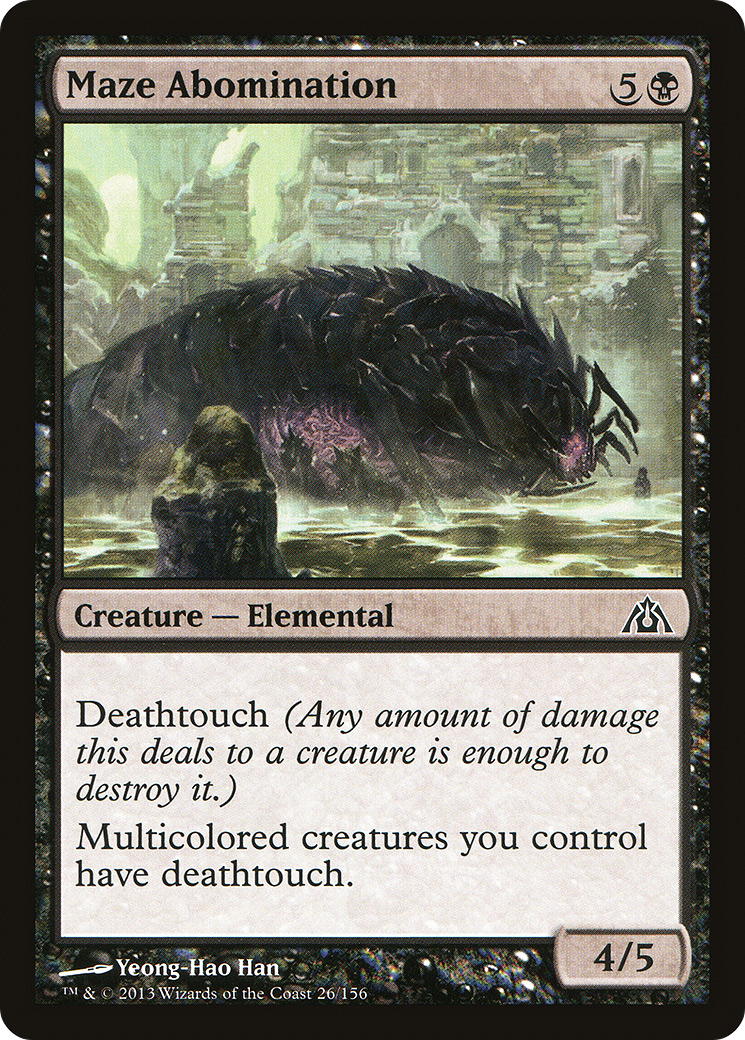 Maze Abomination 5
Creature — Elemental
Deathtouch (Any amount of damage
this deals to a creature is enough to
destroy it.)
Multicolored creatures you control
have deathtouch.
4/5
Yeong-Hao Han
™ & © 2013 Wizards of the Coast 26/156